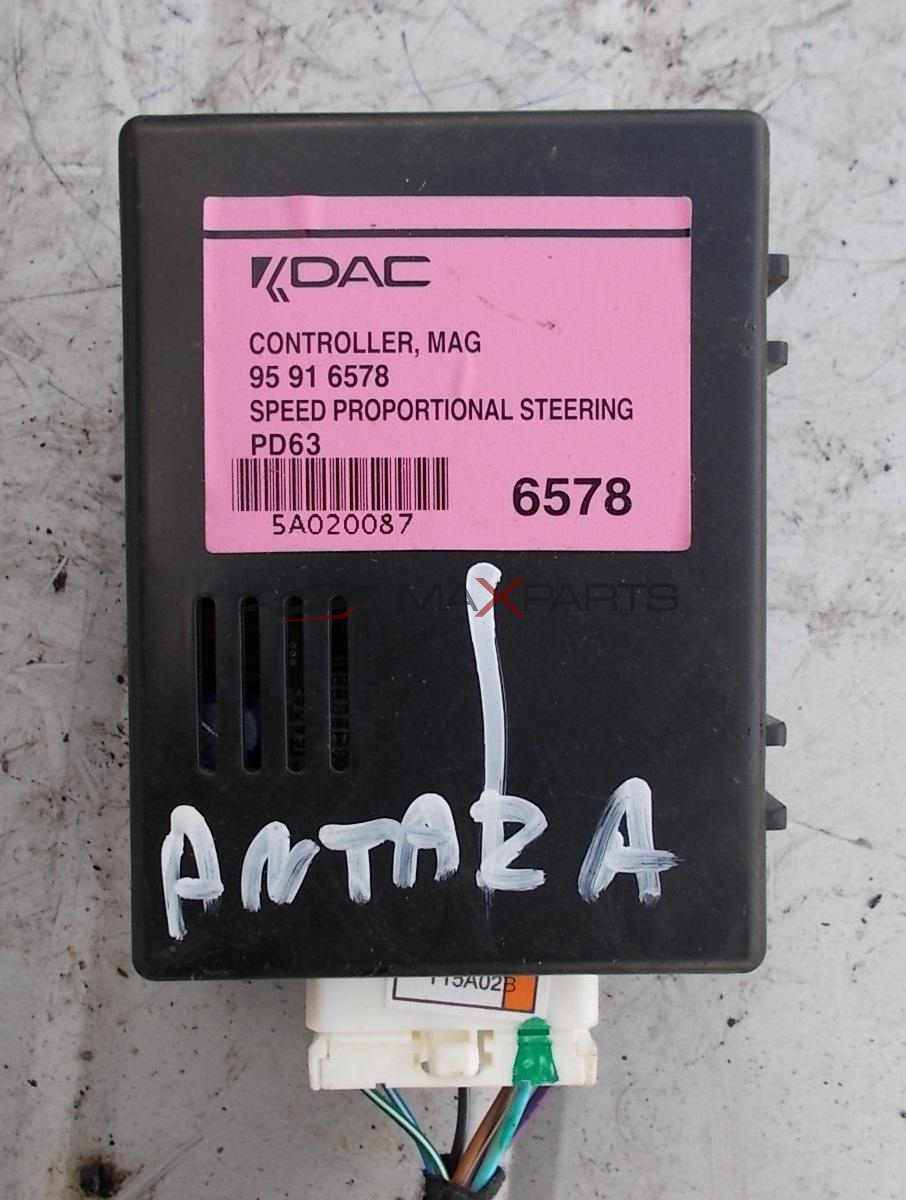 DAC
CONTROLLER, MAG
95 91 6578
SPEED PROPORTIONAL STEERING
PD63
6578
5A020087
MAXPARTS
ANTARA